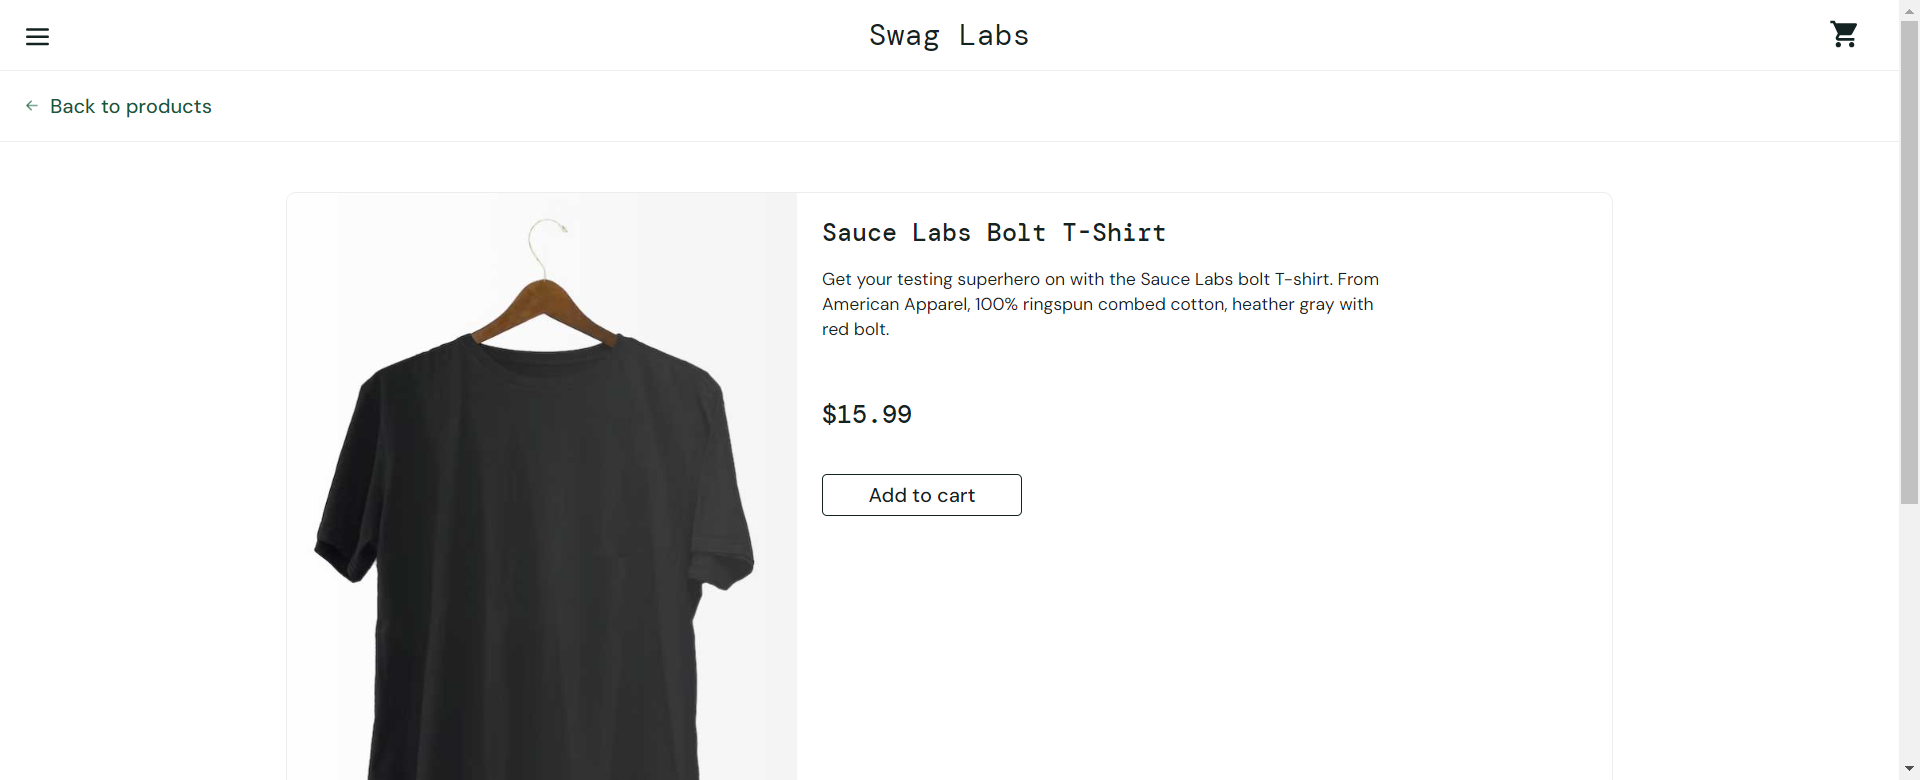 Swag Labs
Back to products
Sauce Labs Bolt T-Shirt
Get your testing superhero on with the Sauce Labs bolt T-shirt. From
American Apparel, 100% ringspun combed cotton, heather gray with
red bolt.
$15.99
Add to cart